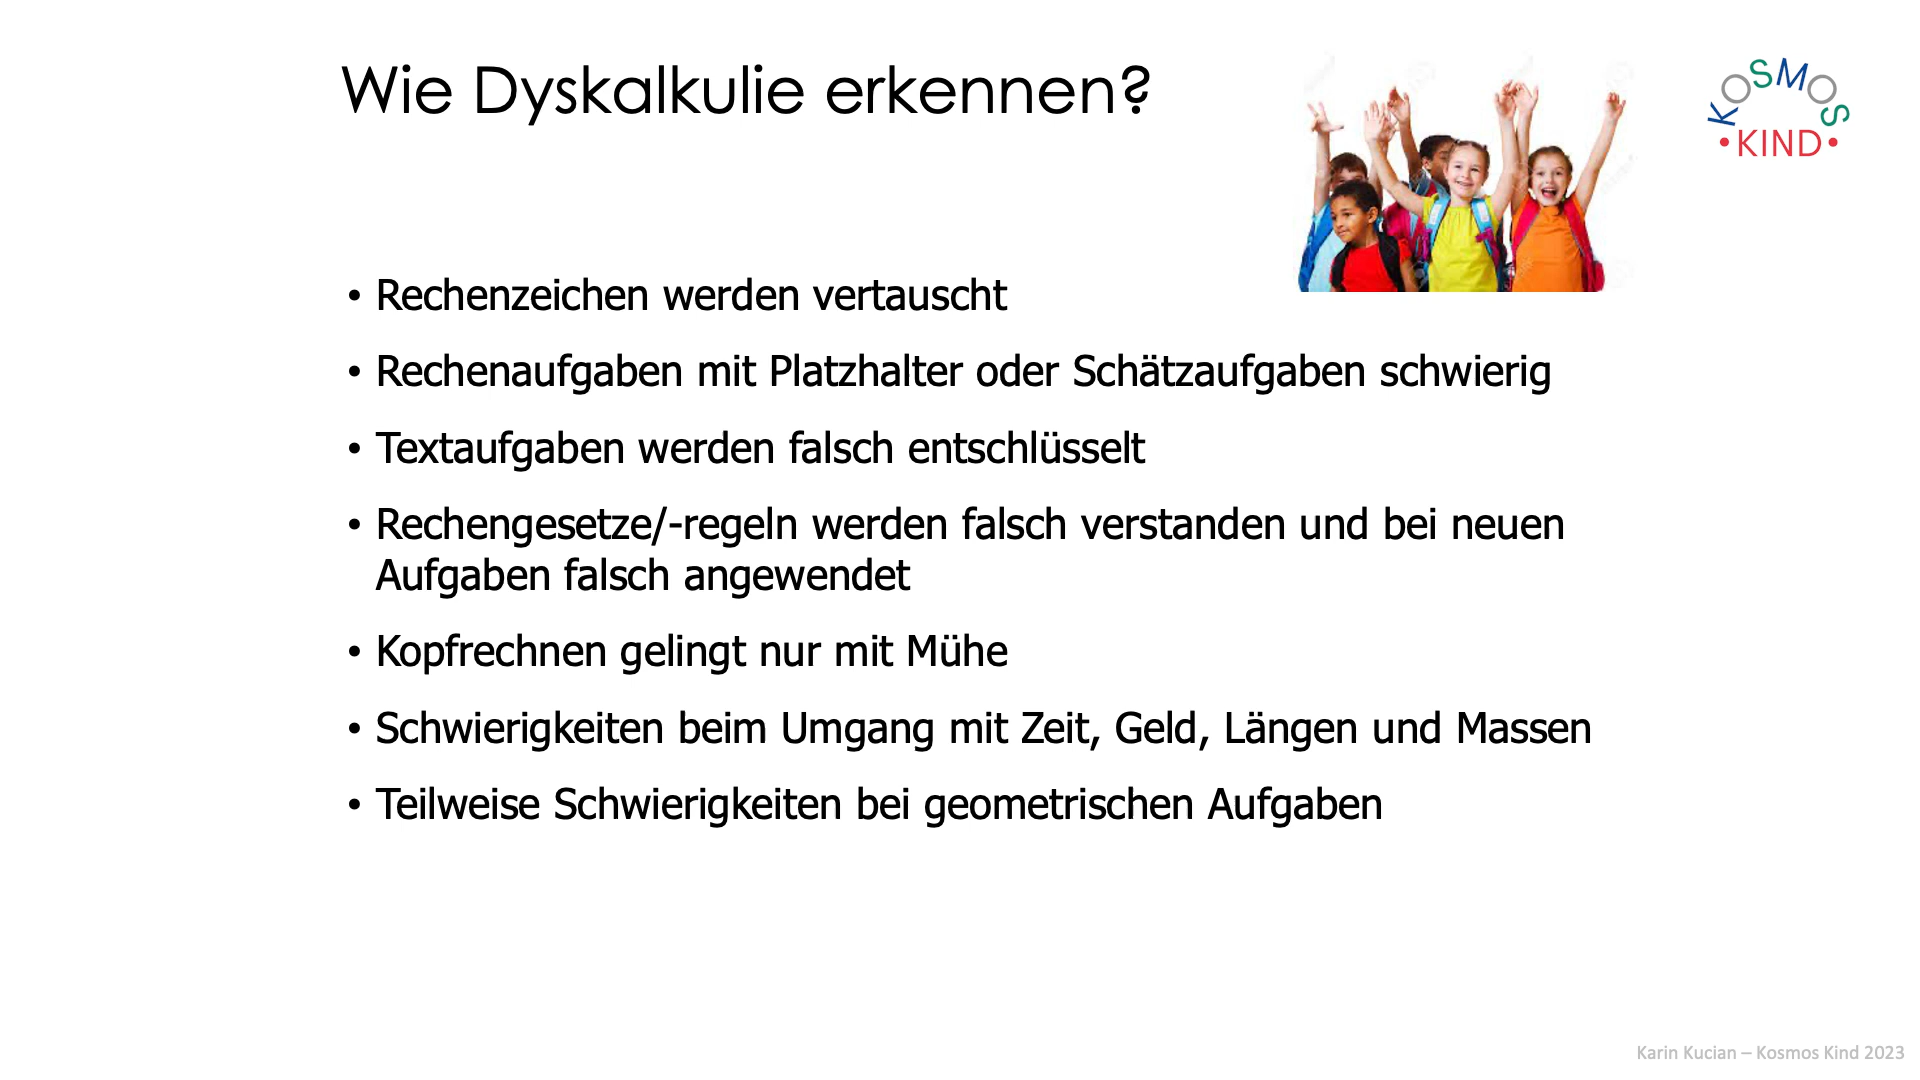 Wie Dyskalkulie erkennen?
KOSMOS
•KIND•
• Rechenzeichen werden vertauscht
• Rechenaufgaben mit Platzhalter oder Schätzaufgaben schwierig
• Textaufgaben werden falsch entschlüsselt
• Rechengesetze/-regeln werden falsch verstanden und bei neuen
Aufgaben falsch angewendet
• Kopfrechnen gelingt nur mit Mühe
• Schwierigkeiten beim Umgang mit Zeit, Geld, Längen und Massen
• Teilweise Schwierigkeiten bei geometrischen Aufgaben
Karin Kucian – Kosmos Kind 2023